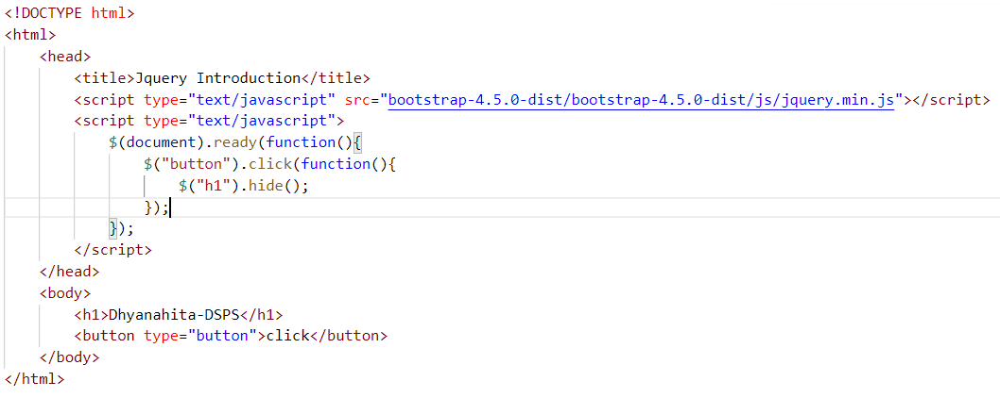 <!DOCTYPE html>
<html>
<head>
<title>Jquery Introduction</title>
<script type="text/javascript" src="bootstrap-4.5.0-dist/bootstrap-4.5.0-dist/js/jquery.min.js"></script>
<script type="text/javascript">
$(document).ready(function(){
$("button").click(function(){
$("h1").hide();
});
});
</script>
</head>
<body>
<h1>Dhyanahita-DSPS</h1>
<button type="button">click</button>
</body>
</html>